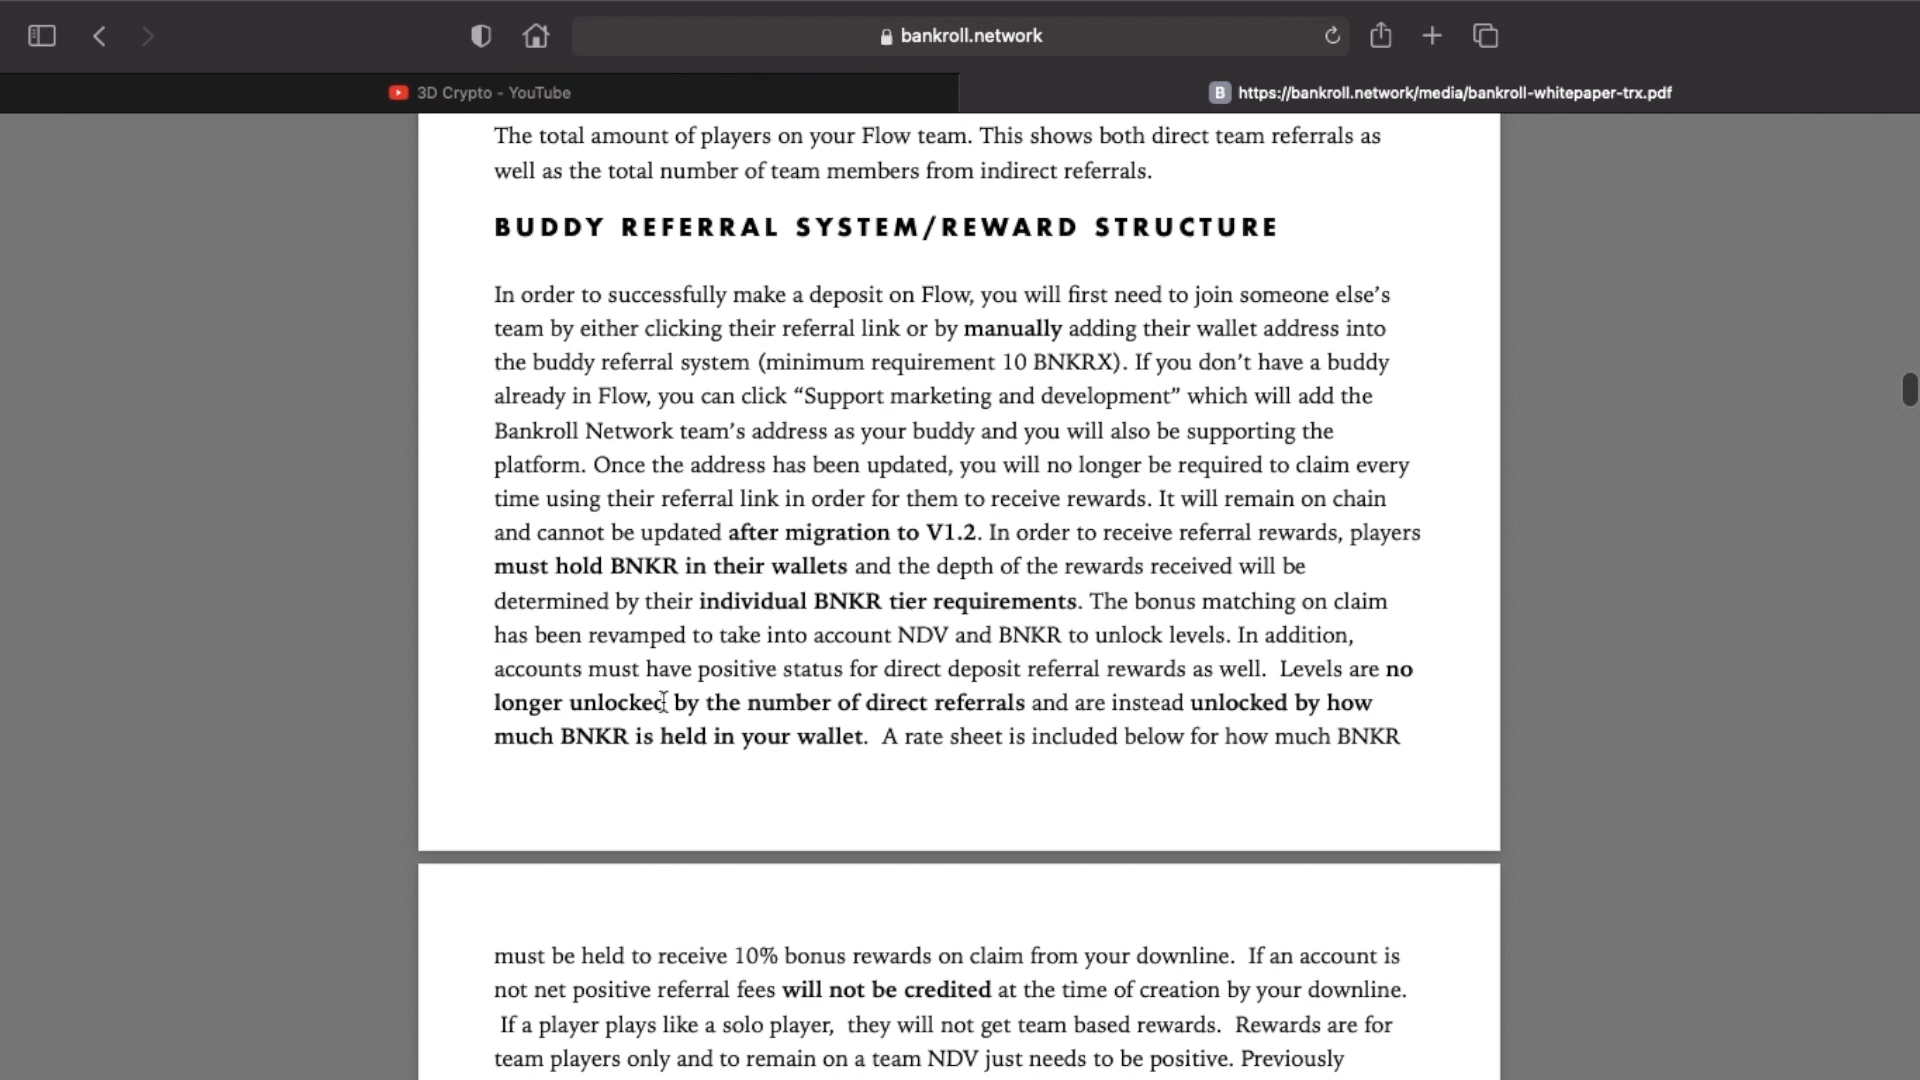 bankroll.network
3D Crypto - YouTube
B https://bankroll.network/media/bankroll-whitepaper-trx.pdf
The total amount of players on your Flow team. This shows both direct team referrals as
well as the total number of team members from indirect referrals.
BUDDY REFERRAL SYSTEM/REWARD STRUCTURE
In order to successfully make a deposit on Flow, you will first need to join someone else’s
team by either clicking their referral link or by manually adding their wallet address into
the buddy referral system (minimum requirement 10 BNKRX). If you don’t have a buddy
already in Flow, you can click “Support marketing and development” which will add the
Bankroll Network team’s address as your buddy and you will also be supporting the
platform. Once the address has been updated, you will no longer be required to claim every
time using their referral link in order for them to receive rewards. It will remain on chain
and cannot be updated after migration to V1.2. In order to receive referral rewards, players
must hold BNKR in their wallets and the depth of the rewards received will be
determined by their individual BNKR tier requirements. The bonus matching on claim
has been revamped to take into account NDV and BNKR to unlock levels. In addition,
accounts must have positive status for direct deposit referral rewards as well. Levels are no
longer unlocked by the number of direct referrals and are instead unlocked by how
much BNKR is held in your wallet. A rate sheet is included below for how much BNKR
must be held to receive 10% bonus rewards on claim from your downline. If an account is
not net positive referral fees will not be credited at the time of creation by your downline.
If a player plays like a solo player, they will not get team based rewards. Rewards are for
team players only and to remain on a team NDV just needs to be positive. Previously